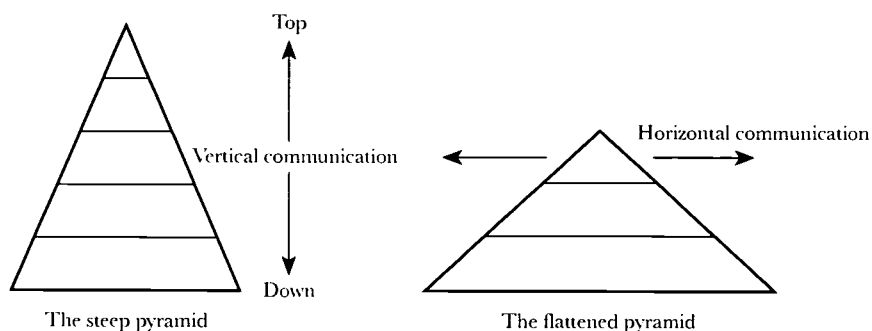 Top
Vertical communication
Horizontal communication
Down
The steep pyramid
The flattened pyramid